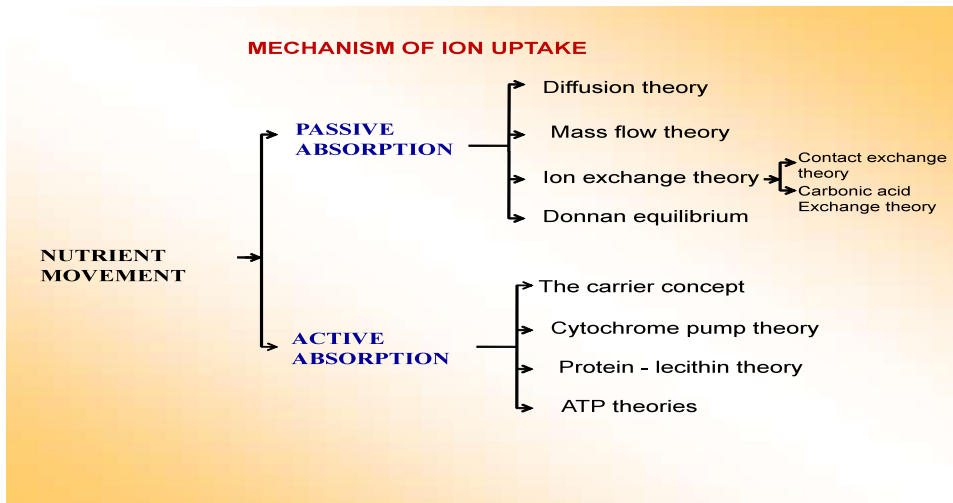 MECHANISM OF ION UPTAKE
NUTRIENT
MOVEMENT
PASSIVE
ABSORPTION
Diffusion theory
Mass flow theory
Ion exchange theory
Contact exchange
theory
Carbonic acid
Exchange theory
Donnan equilibrium
ACTIVE
ABSORPTION
The carrier concept
Cytochrome pump theory
Protein - lecithin theory
ATP theories